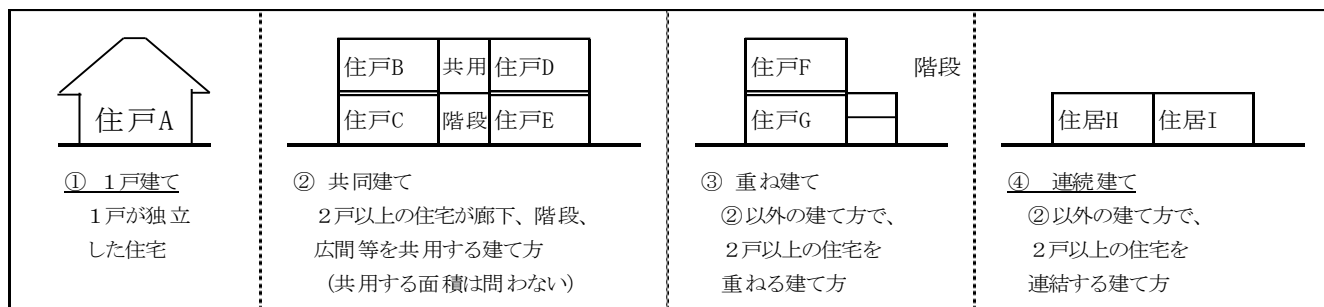 住戸A
① 1戸建て
1戸が独立
した住宅
住戸B 共用 住戸D
住戸C 階段 住戸E
② 共同建て
2戸以上の住宅が廊下、階段、
広間等を共用する建て方
(共用する面積は問わない)
住戸F 階段
住戸G
③ 重ね建て
②以外の建て方で、
2戸以上の住宅を
重ねる建て方
住居H 住居I
④ 連続建て
②以外の建て方で、
2戸以上の住宅を
連結する建て方